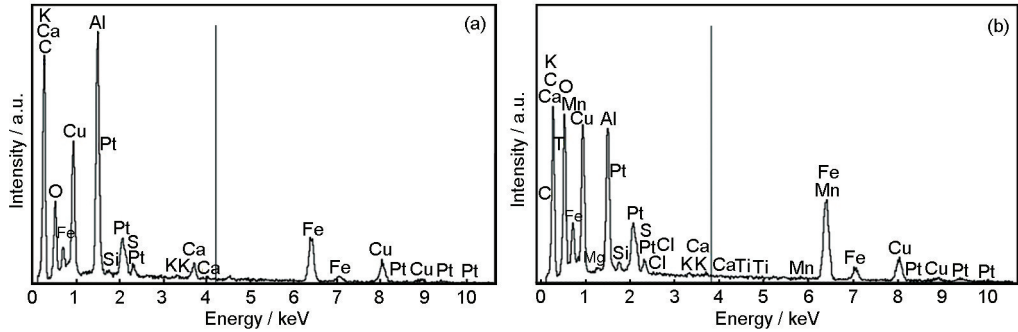 (a)
K
Ca
C
Al
Cu
Pt
O
Fe
Si
Pt
S
Pt
K K
Ca
Ca
Fe
Fe
Cu
Pt
Cu
Pt
Pt
0 1 2 3 4 5 6 7 8 9 10
Energy / keV
Intensity / a.u.
(b)
K
C
Ca
O
Mn
Cu
Al
Ti
Pt
C
Fe
Mg
Si
Pt
S
Pt
Cl
Cl
Ca
K K
Ca
Ti
Ti
Mn
Fe
Mn
Fe
Cu
Pt
Cu
Pt
Pt
0 1 2 3 4 5 6 7 8 9 10
Energy / keV
Intensity / a.u.